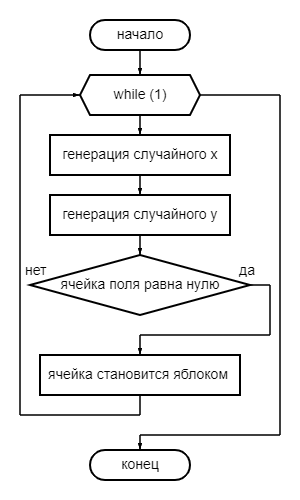 начало
while (1)
генерация случайного x
генерация случайного y
нет
да
ячейка поля равна нулю
ячейка становится яблоком
конец